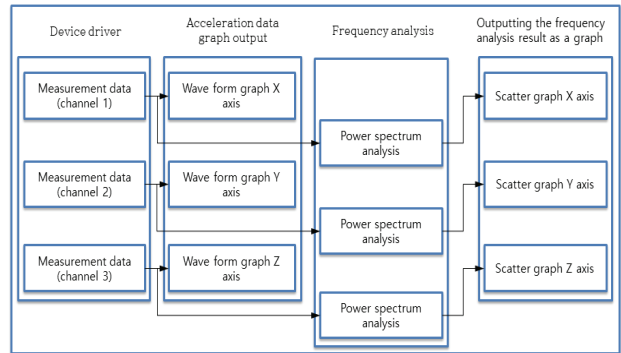 Device driver
Acceleration data
graph output
Frequency analysis
Outputting the frequency
analysis result as a graph
Measurement data
(channel 1)
Wave form graph X
axis
Power spectrum
analysis
Scatter graph X axis
Measurement data
(channel 2)
Wave form graph Y
axis
Power spectrum
analysis
Scatter graph Y axis
Measurement data
(channel 3)
Wave form graph Z
axis
Power spectrum
analysis
Scatter graph Z axis